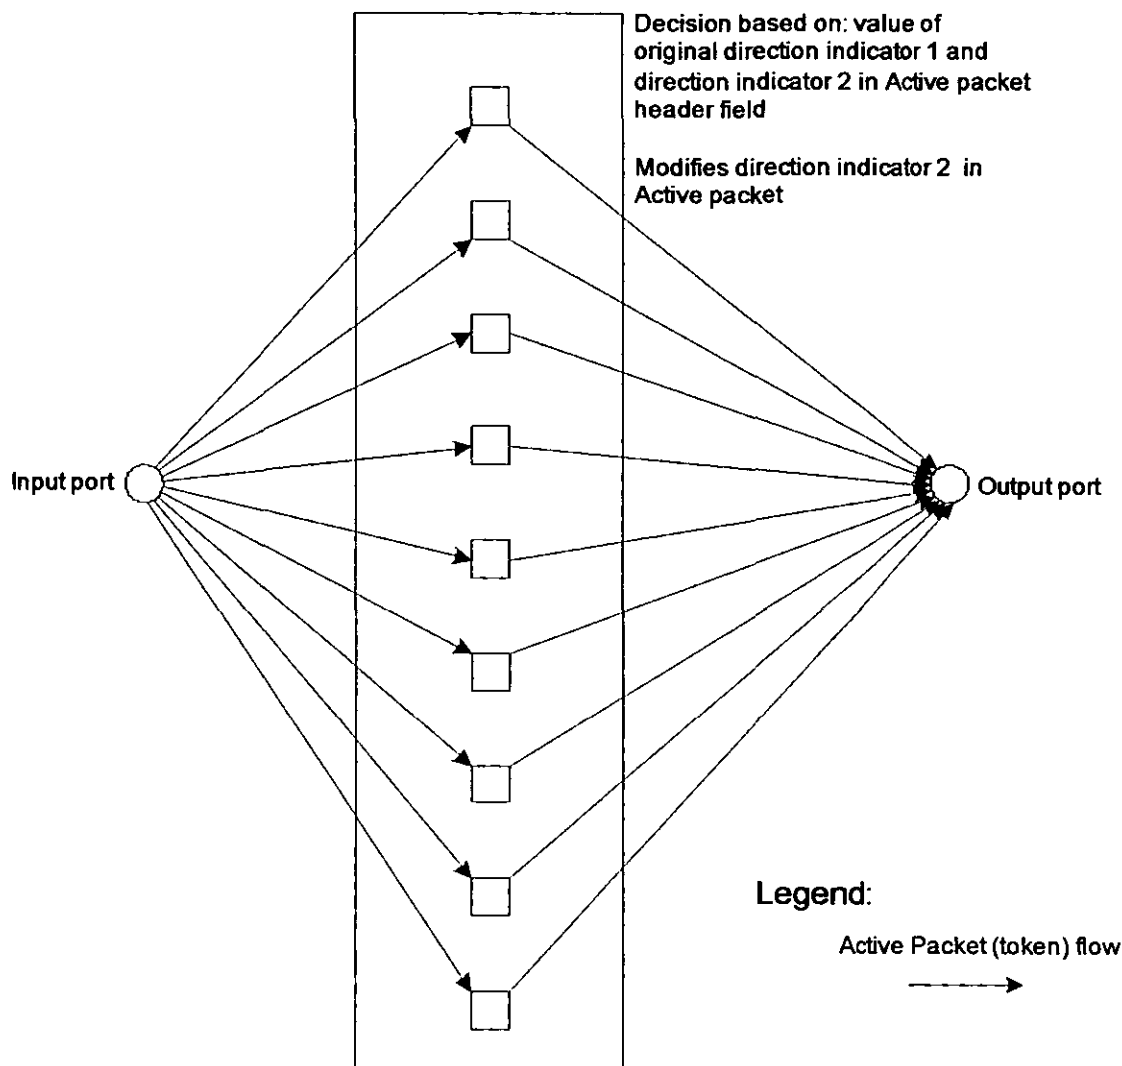 Decision based on: value of
original direction indicator 1 and
direction indicator 2 in Active packet
header field
Modifies direction indicator 2 in
Active packet
Input port
Output port
Legend:
Active Packet (token) flow